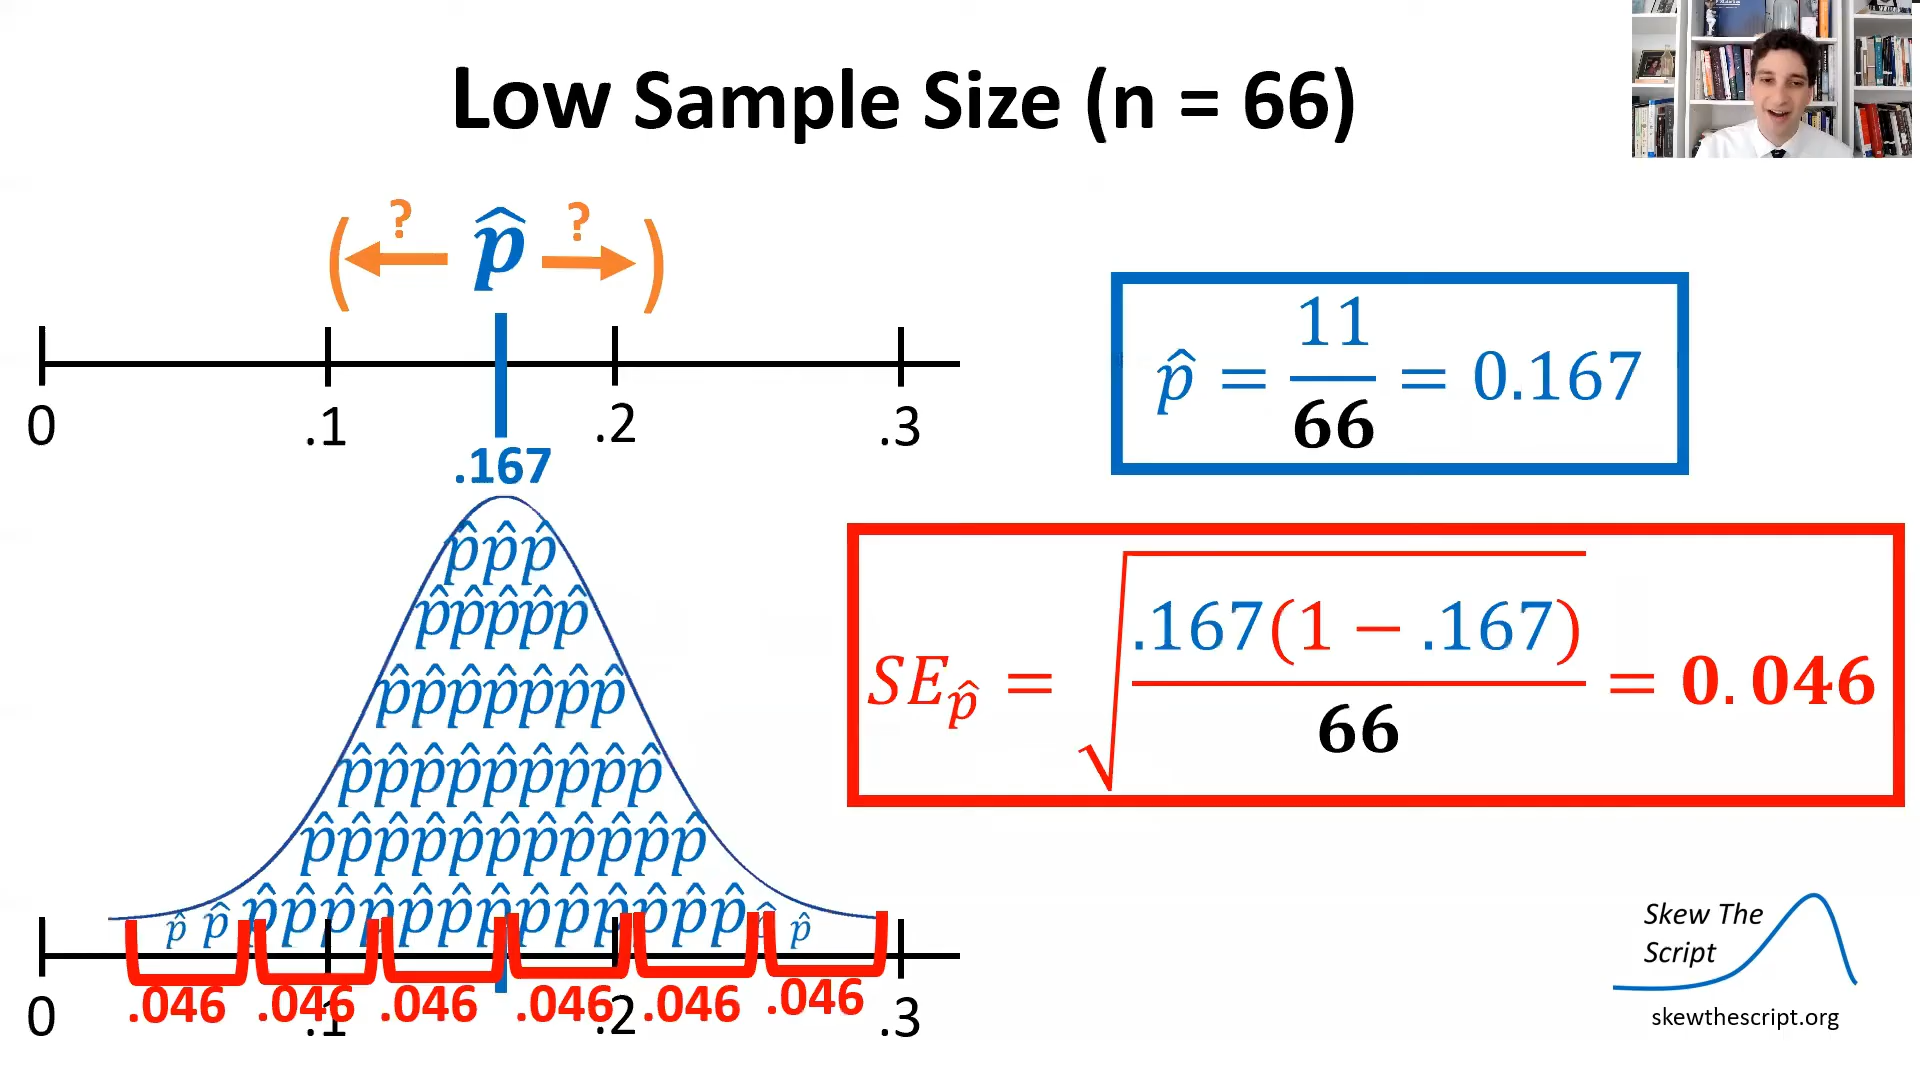 Low Sample Size (n = 66)
( ? p̂ ? )
0 .1 .2 .3
.167
p̂ = 11/66 = 0.167
p̂p̂p̂
p̂p̂p̂p̂p̂
p̂p̂p̂p̂p̂p̂p̂
p̂p̂p̂p̂p̂p̂p̂p̂p̂
p̂p̂p̂p̂p̂p̂p̂p̂p̂p̂p̂
p̂ p̂ p̂p̂p̂p̂p̂p̂p̂p̂p̂p̂p̂p̂p̂ p̂ p̂
SEp̂ = √.167(1 − .167)/66 = 0.046
.046 .046 .046 .046 .046 .046
0 .1 .2 .3
Skew The
Script
skewthescript.org